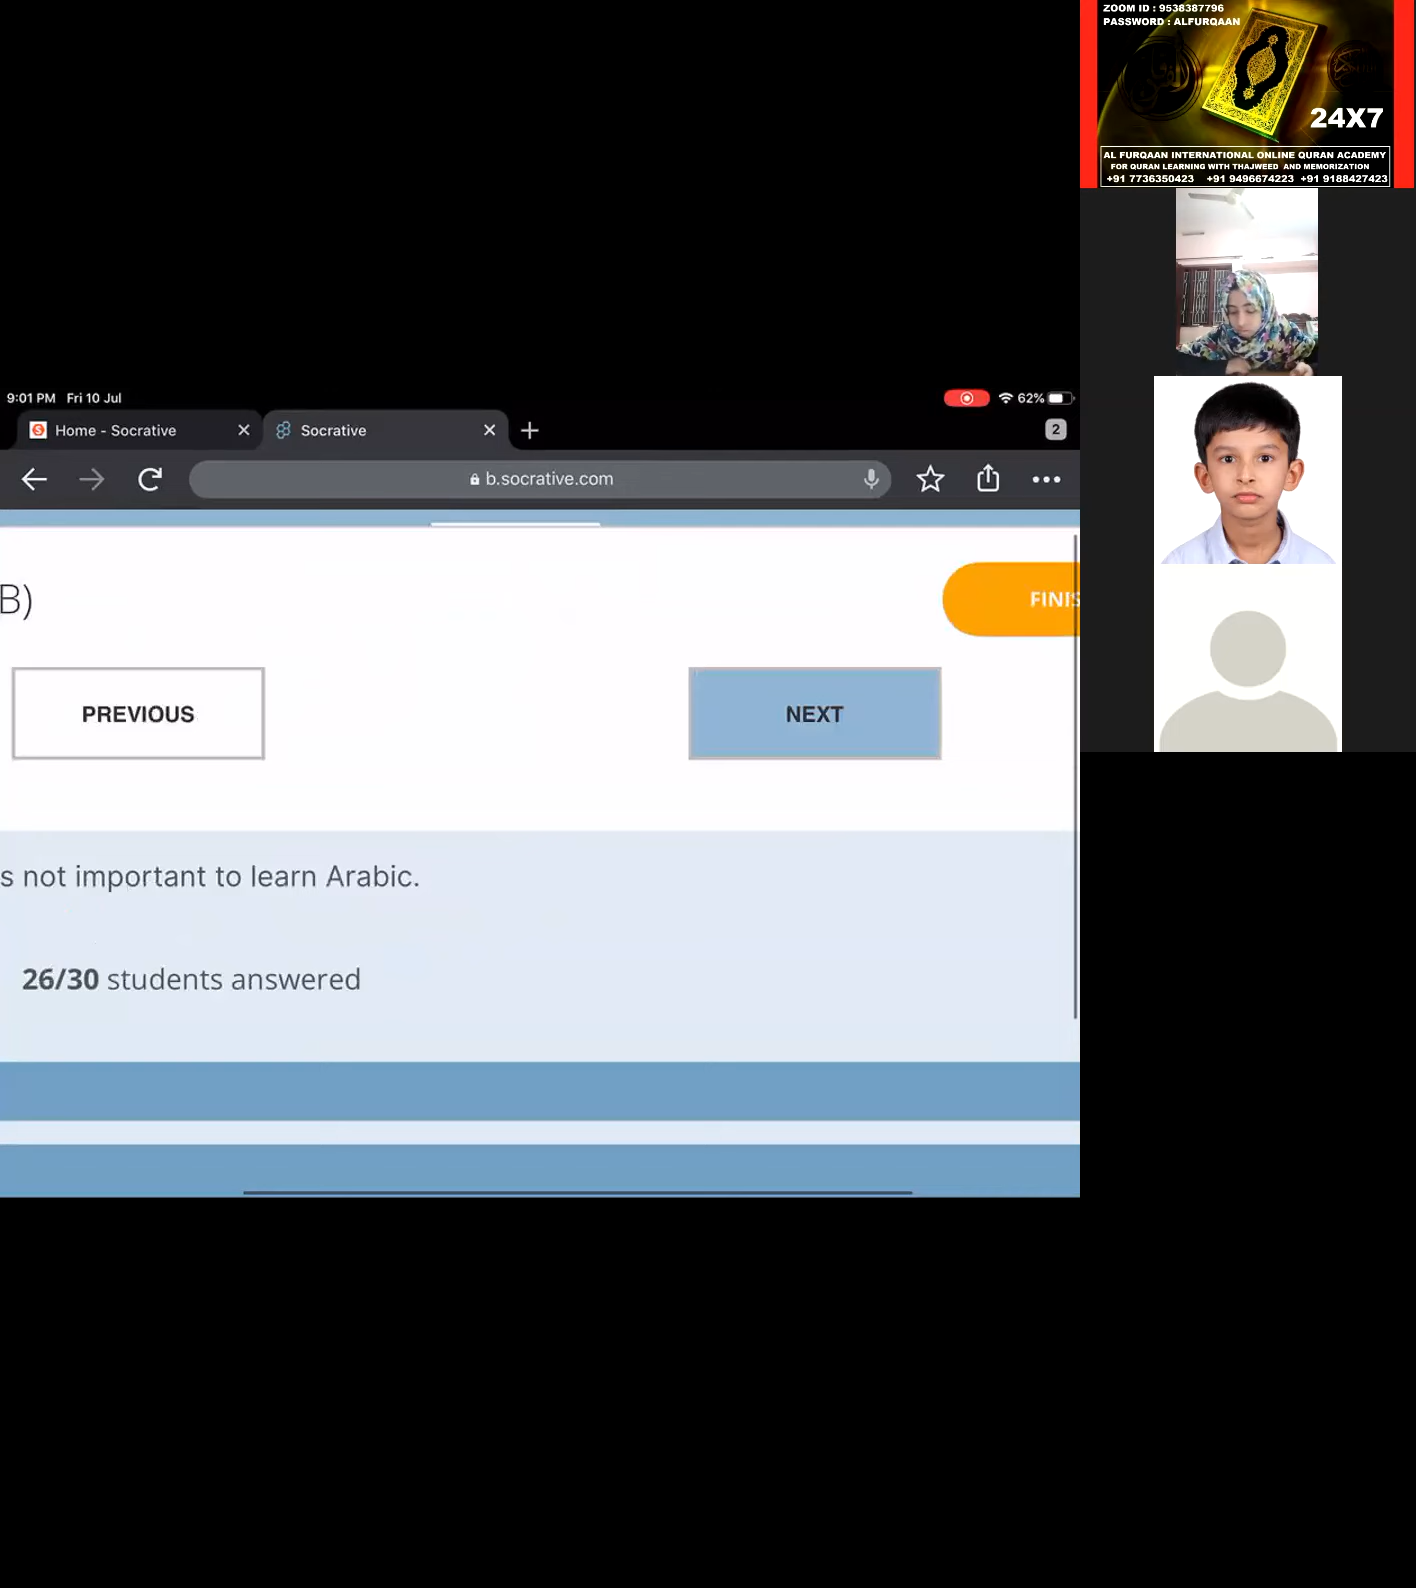 ZOOM ID : 9538387796
PASSWORD : ALFURQAAN
24X7
AL FURQAAN INTERNATIONAL ONLINE QURAN ACADEMY
FOR QURAN LEARNING WITH THAJWEED AND MEMORIZATION
+91 7736350423 +91 9496674223 +91 9188427423
9:01 PM Fri 10 Jul
62%
Home - Socrative
Socrative
2
b.socrative.com
B)
FINIS
PREVIOUS
NEXT
s not important to learn Arabic.
26/30 students answered